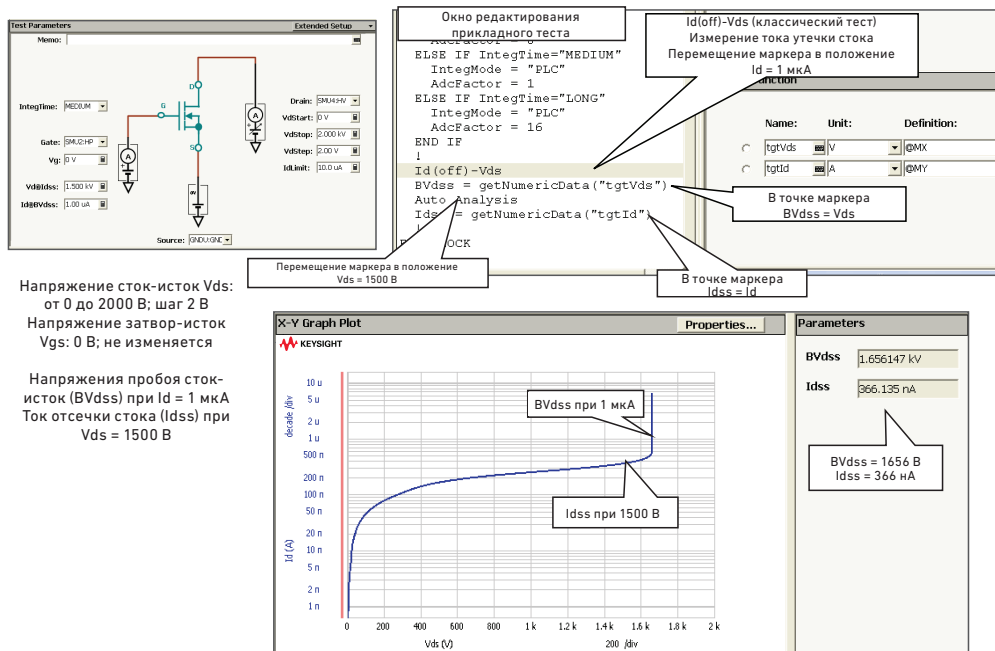 Test Parameters
Extended Setup
Memo:
IntegTime: MEDIUM
Gate: SMU2:HP
Vg: 0 V
Vd@Idss: 1.500 kV
Id@BVdss: 1.00 uA
D
G
S
A
A
0V
Drain: SMU4:HV
VdStart: 0 V
VdStop: 2.000 kV
VdStep: 2.00 V
IdLimit: 10.0 uA
Source: GNDU:GND
Окно редактирования
прикладного теста
ELSE IF IntegTime="MEDIUM"
IntegMode = "PLC"
AdcFactor = 1
ELSE IF IntegTime="LONG"
IntegMode = "PLC"
AdcFactor = 16
END IF
!
Id(off)-Vds
BVdss = getNumericData("tgtVds")
Auto Analysis
= getNumericData("tgtId")
Id(off)-Vds (классический тест)
Измерение тока утечки стока
Перемещение маркера в положение
Id = 1 мкА
Name: Unit: Definition:
tgtVds V @MX
tgtId A @MY
В точке маркера
BVdss = Vds
Перемещение маркера в положение
Vds = 1500 В
В точке маркера
Idss = Id
Напряжение сток-исток Vds:
от 0 до 2000 В; шаг 2 В
Напряжение затвор-исток
Vgs: 0 В; не изменяется
Напряжения пробоя сток-
исток (BVdss) при Id = 1 мкА
Ток отсечки стока (Idss) при
Vds = 1500 В
X-Y Graph Plot
Properties...
KEYSIGHT
decade /div
Id (A)
10 u
5 u
2 u
1 u
500 n
200 n
100 n
50 n
20 n
10 n
5 n
2 n
1 n
BVdss при 1 мкА
Idss при 1500 В
0 200 400 600 800 1 k 1.2 k 1.4 k 1.6 k 1.8 k 2 k
Vds (V)
200 /div
Parameters
BVdss 1.656147 kV
Idss 366.135 nA
BVdss = 1656 В
Idss = 366 нА